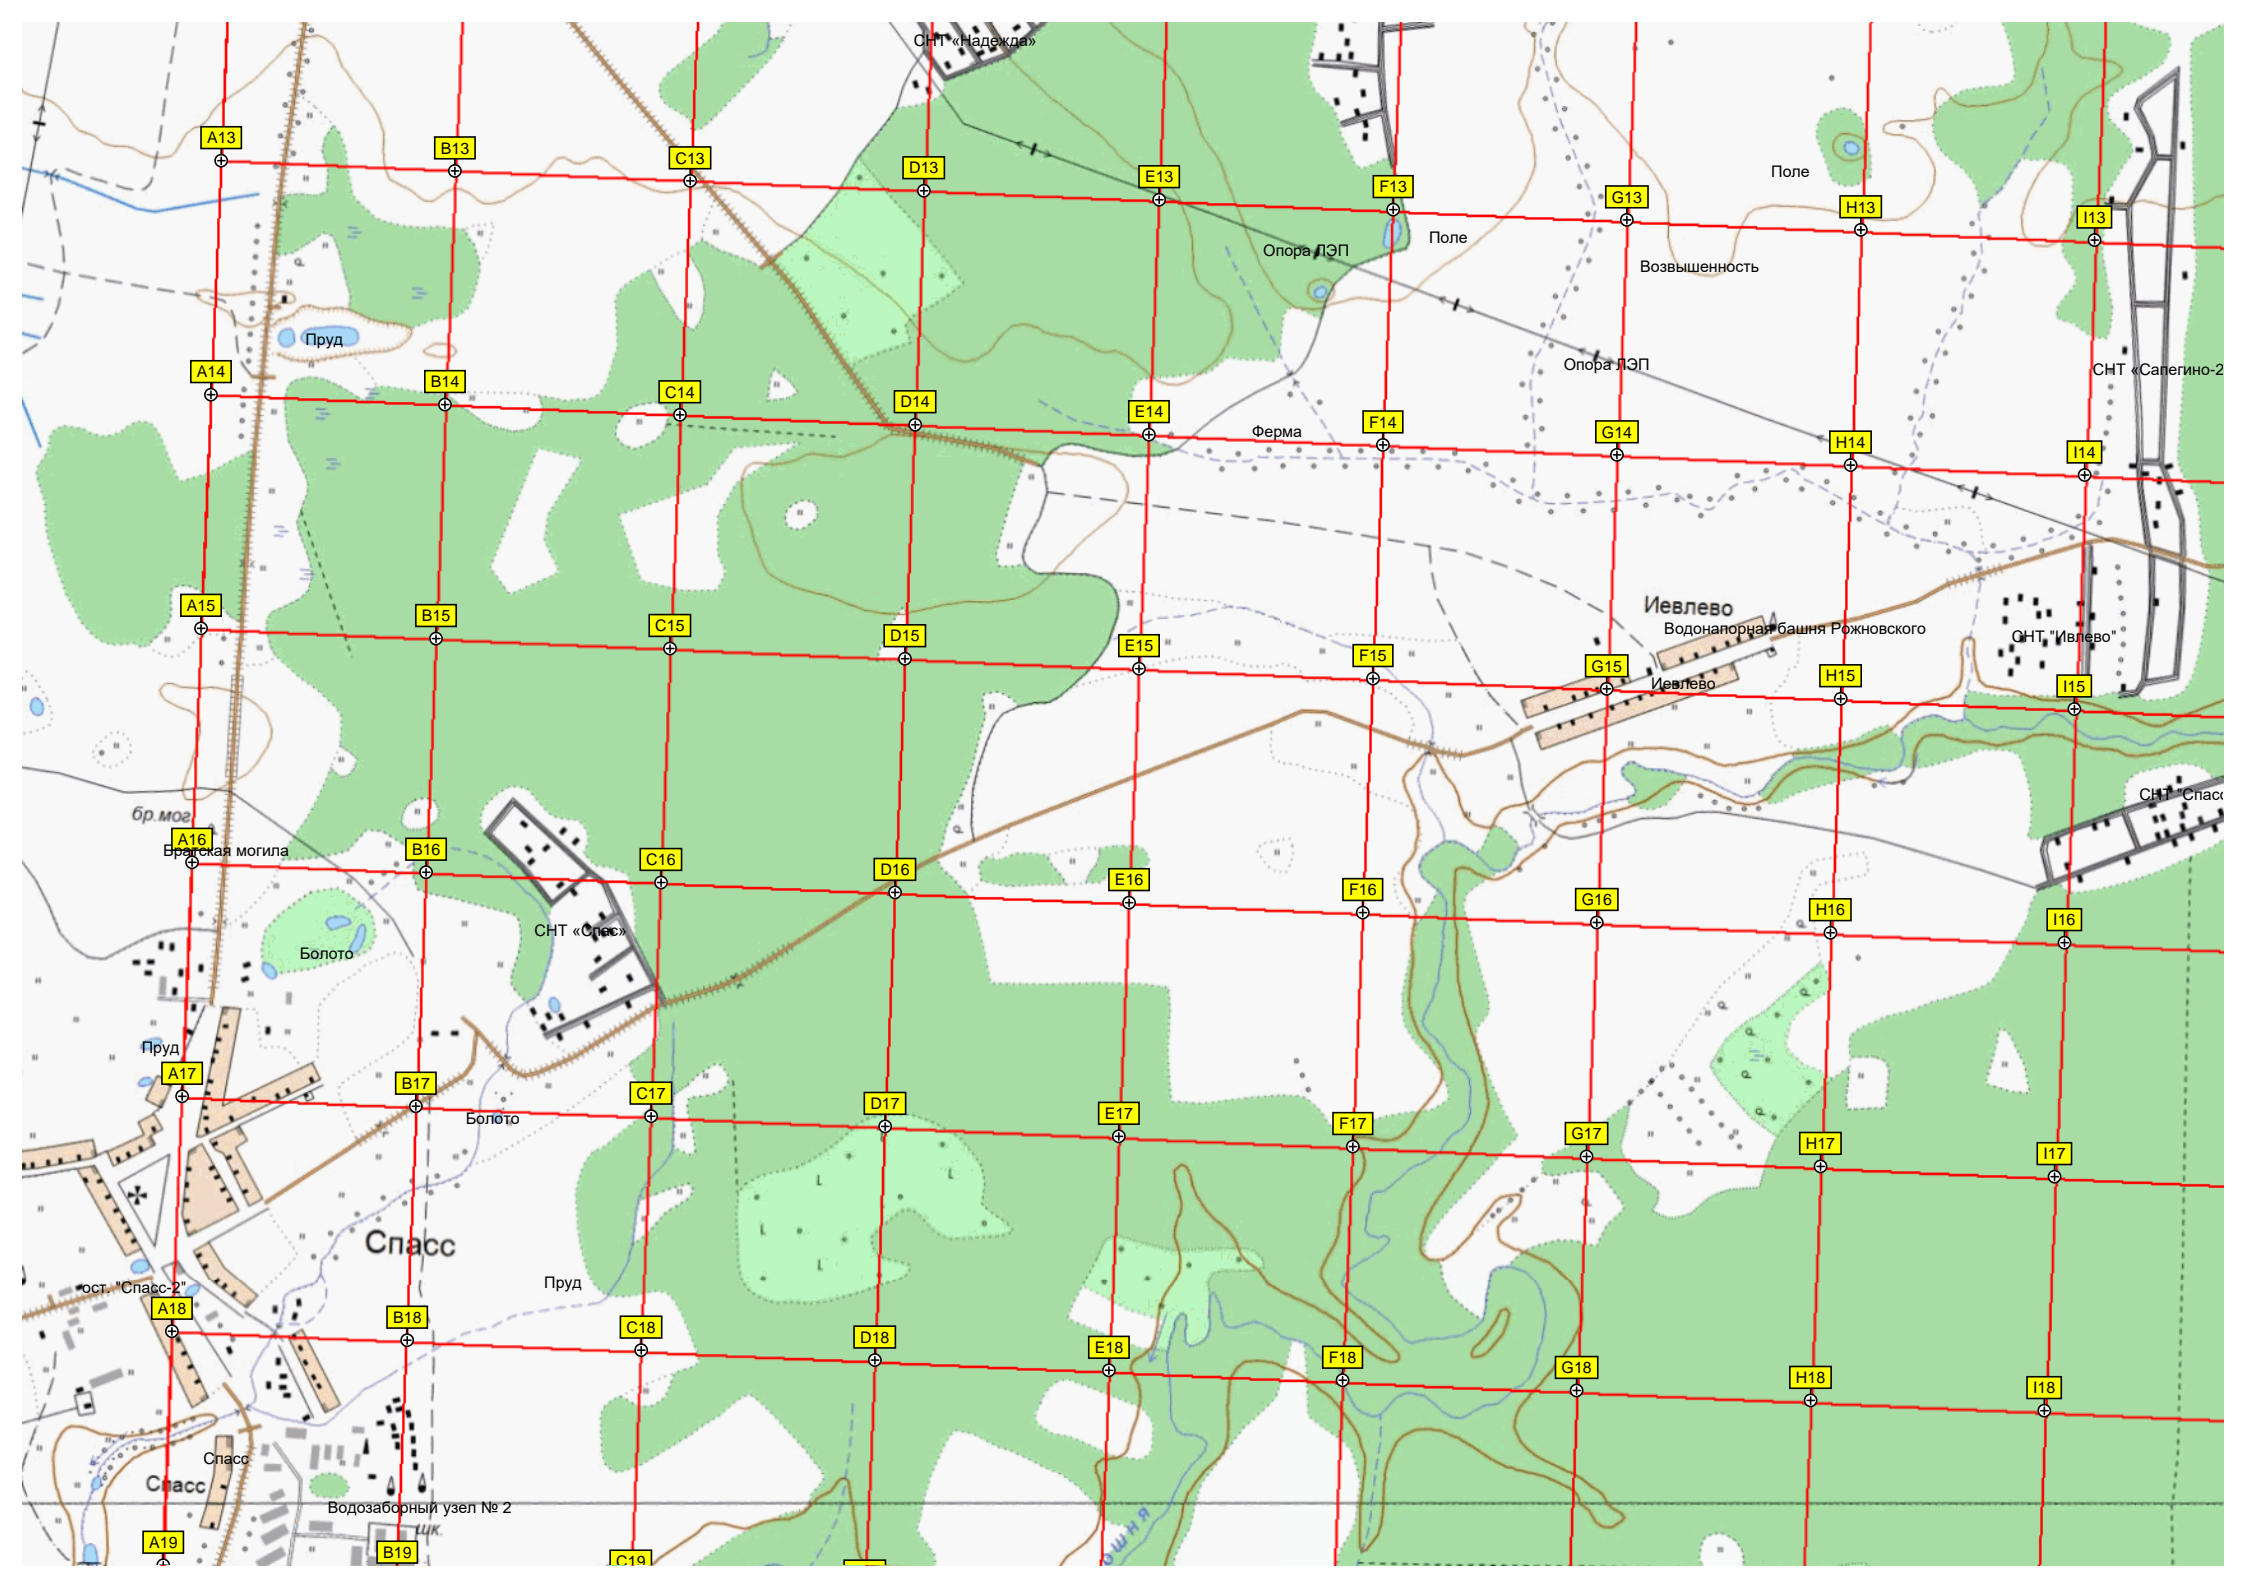 СНТ «Надежда»
A13
B13
C13
D13
E13
F13
G13
H13
I13
Поле
Поле
Опора ЛЭП
Возвышенность
Пруд
Опора ЛЭП
СНТ «Сапегино-2
A14
B14
C14
D14
E14
Ферма
F14
G14
H14
I14
A15
B15
C15
D15
E15
F15
G15
H15
I15
Иевлево
Водонапорная башня Рожновского
СНТ "Ивлево"
Иевлево
СНТ "Спасс
бр.мог.
A16
Братская могила
B16
C16
D16
E16
F16
G16
H16
I16
СНТ «Спас»
Болото
Пруд
A17
B17
C17
D17
E17
F17
G17
H17
I17
Болото
Спасс
Пруд
ост. "Спасс-2"
A18
B18
C18
D18
E18
F18
G18
H18
I18
Спасс
Спасс
Водозаборный узел № 2
шк.
A19
B19
C19